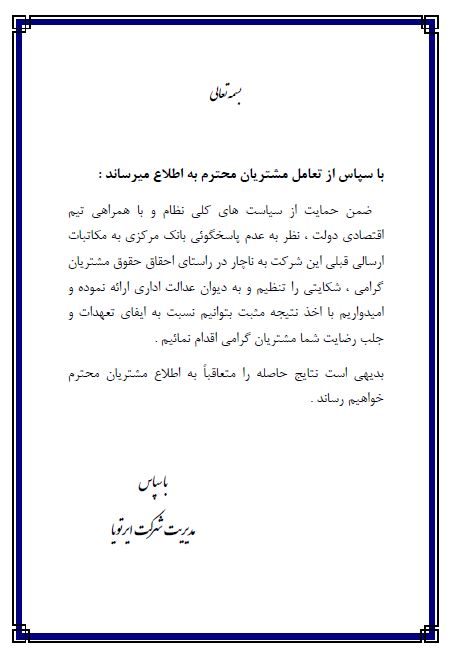 بسمه تعالی
با سپاس از تعامل مشتریان محترم به اطلاع میرساند :
ضمن حمایت از سیاست های کلی نظام و با همراهی تیم
اقتصادی دولت ، نظر به عدم پاسخگوئی بانک مرکزی به مکاتبات
ارسالی قبلی این شرکت به ناچار در راستای احقاق حقوق مشتریان
گرامی ، شکایتی را تنظیم و به دیوان عدالت اداری ارائه نموده و
امیدواریم با اخذ نتیجه مثبت بتوانیم نسبت به ایفای تعهدات و
جلب رضایت شما مشتریان گرامی اقدام نمائیم .
بدیهی است نتایج حاصله را متعاقباً به اطلاع مشتریان محترم
خواهیم رساند .
باسپاس
مدیریت شرکت ایرتویا